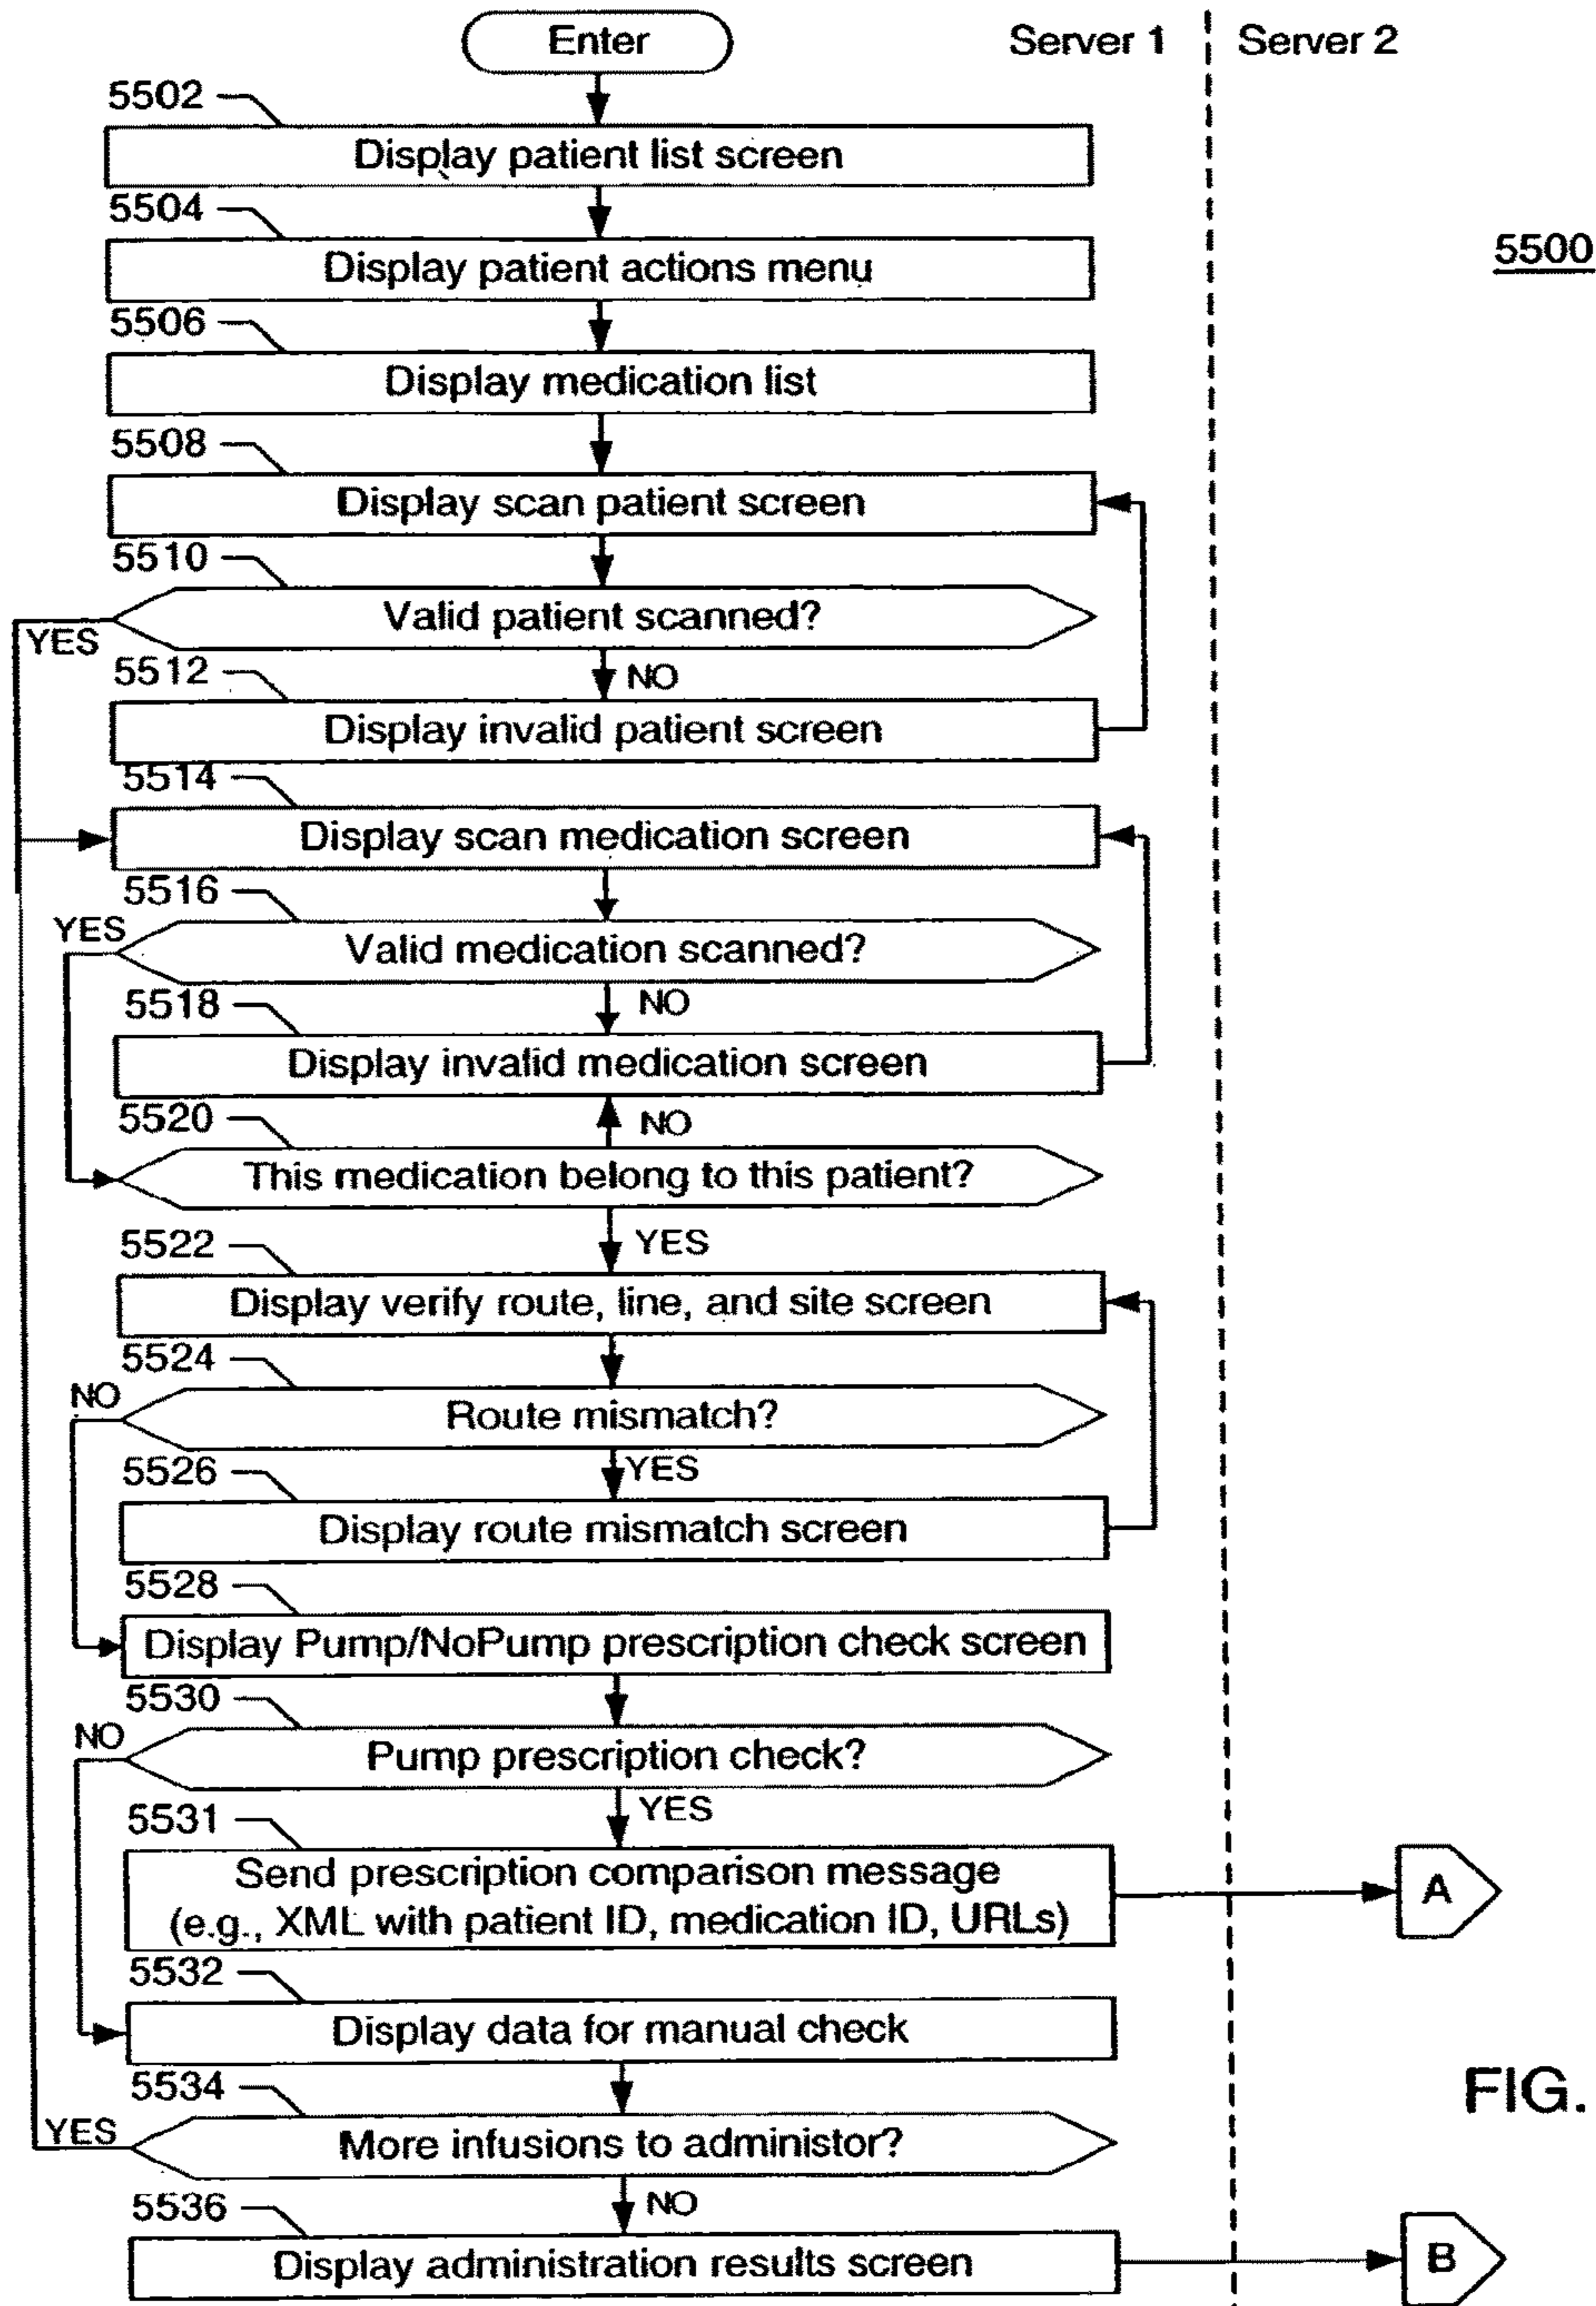 Enter
Server 1
Server 2
5502
Display patient list screen
5504
Display patient actions menu
5500
5506
Display medication list
5508
Display scan patient screen
5510
Valid patient scanned?
YES
5512
NO
Display invalid patient screen
5514
Display scan medication screen
5516
YES
Valid medication scanned?
5518
NO
Display invalid medication screen
5520
NO
This medication belong to this patient?
5522
YES
Display verify route, line, and site screen
5524
NO
Route mismatch?
5526
YES
Display route mismatch screen
5528
Display Pump/NoPump prescription check screen
5530
NO
Pump prescription check?
5531
YES
Send prescription comparison message
(e.g., XML with patient ID, medication ID, URLs)
A
5532
Display data for manual check
5534
FIG.
YES
More infusions to administor?
5536
NO
Display administration results screen
B